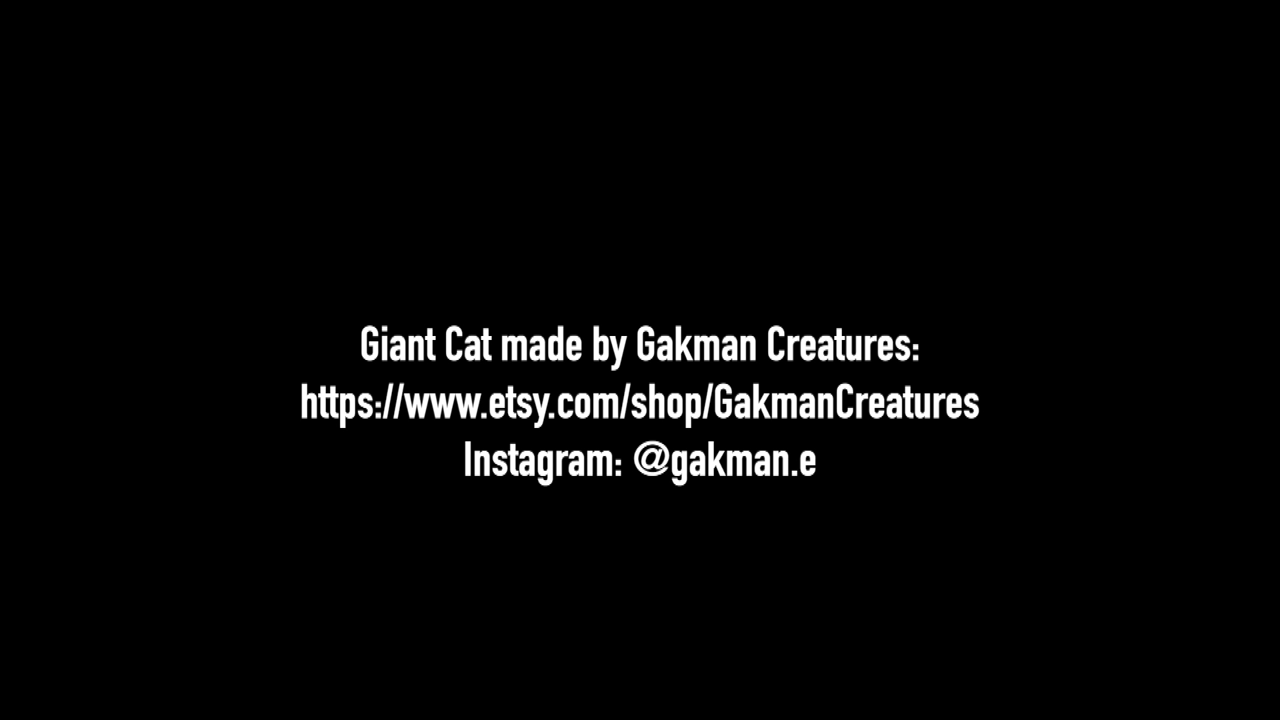 Giant Cat made by Gakman Creatures:
https://www.etsy.com/shop/GakmanCreatures
Instagram: @gakman.e